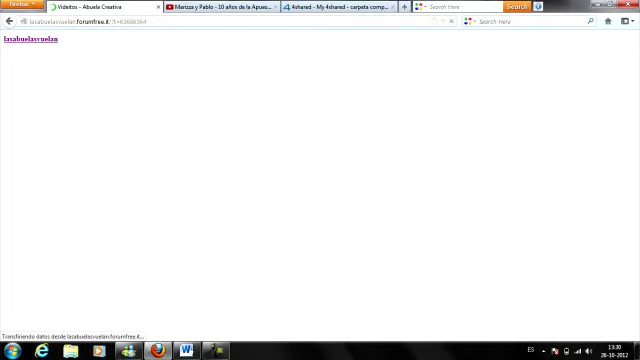 Firefox
Videitos - Abuela Creativa
Marizza y Pablo - 10 años de la Apues...
4shared - My 4shared - carpeta comp...
Search Here
Search
lasabuelasvuelan.forumfree.it/?t=63686364
Search Here
lasabuelasvuelan
Transfiriendo datos desde lasabuelasvuelan.forumfree.it...
ES
13:30
26-10-2012